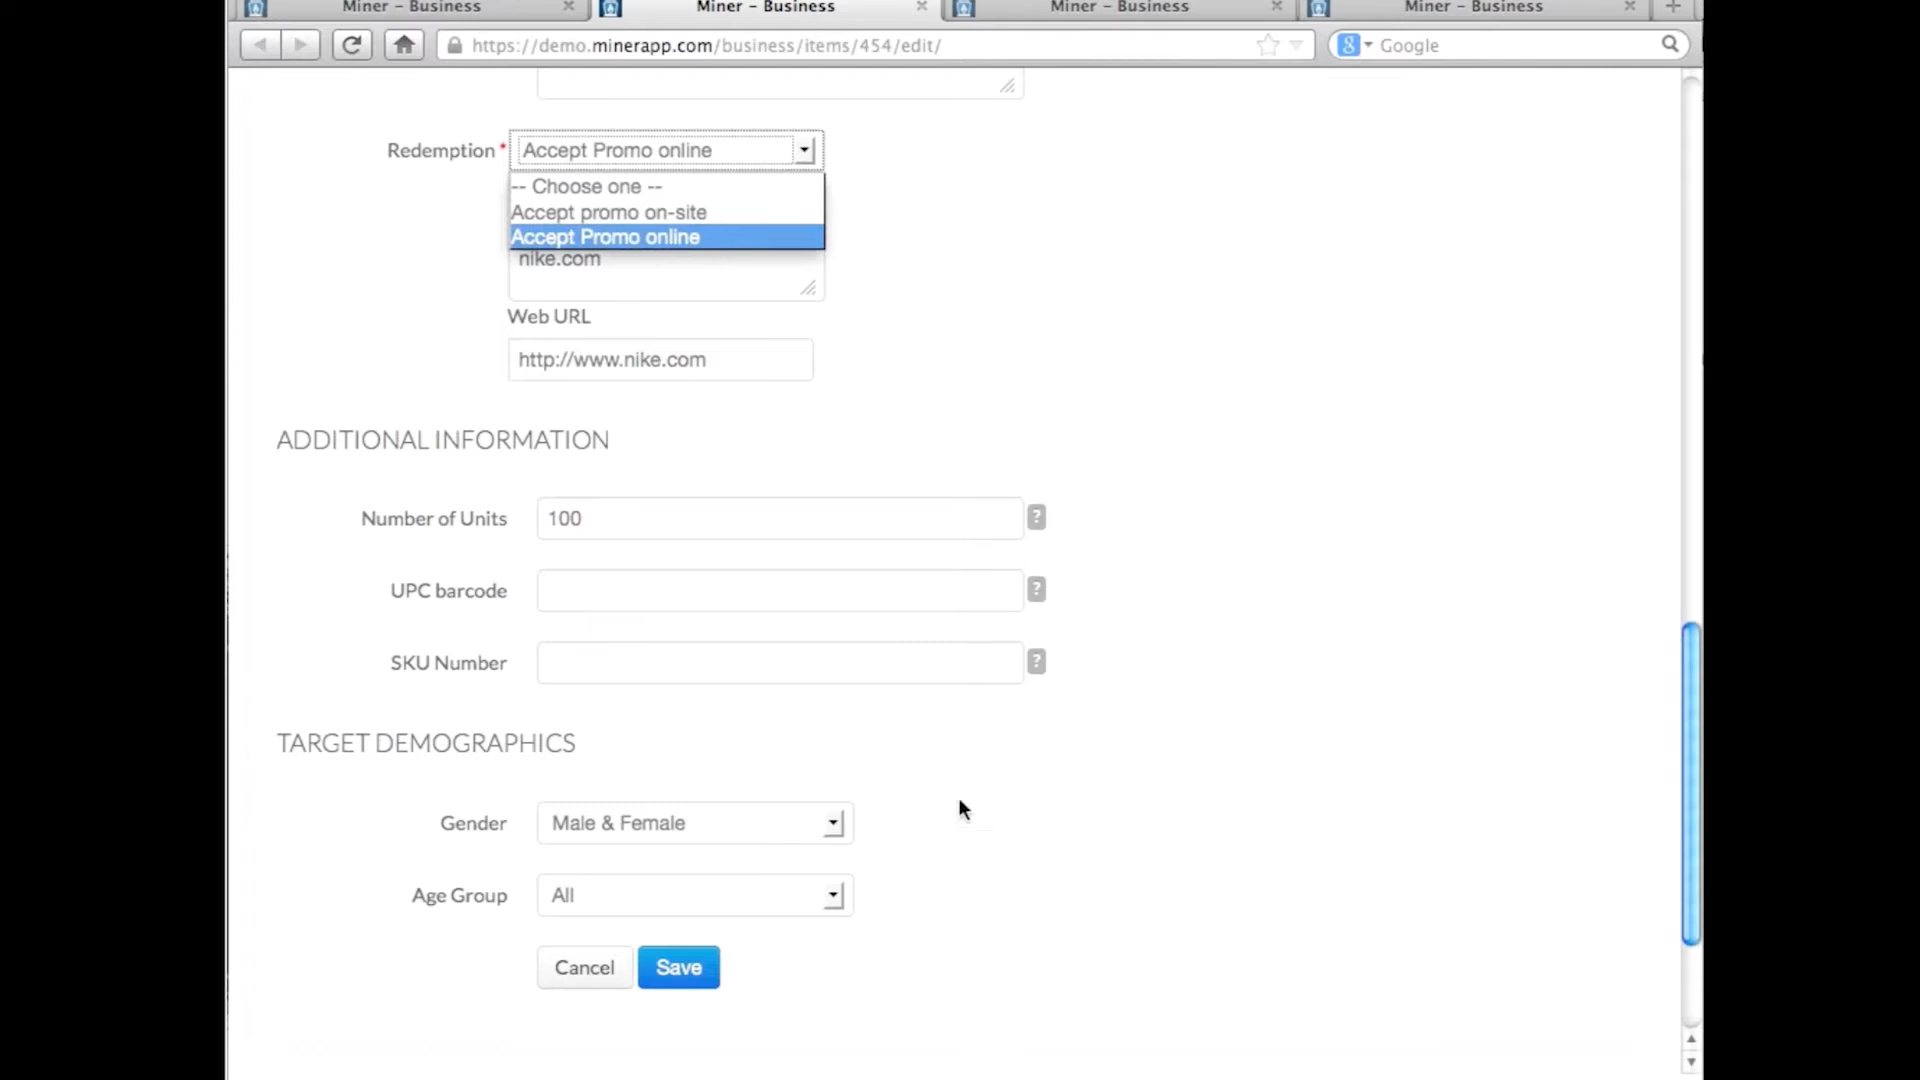 Miner – Business
Miner – Business
Miner – Business
Miner – Business
https://demo.minerapp.com/business/items/454/edit/
Google
Redemption *
Accept Promo online
-- Choose one --
Accept promo on-site
Accept Promo online
nike.com
Web URL
http://www.nike.com
ADDITIONAL INFORMATION
Number of Units
100
?
UPC barcode
?
SKU Number
?
TARGET DEMOGRAPHICS
Gender
Male & Female
Age Group
All
Cancel
Save